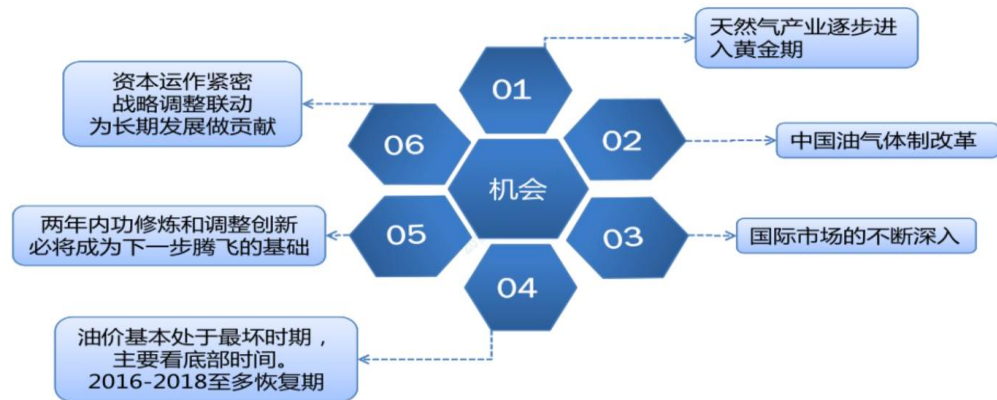 机会
01
天然气产业逐步进
入黄金期
02
中国油气体制改革
03
国际市场的不断深入
04
油价基本处于最坏时期，
主要看底部时间。
2016-2018至多恢复期
05
两年内功修炼和调整创新
必将成为下一步腾飞的基础
06
资本运作紧密
战略调整联动
为长期发展做贡献